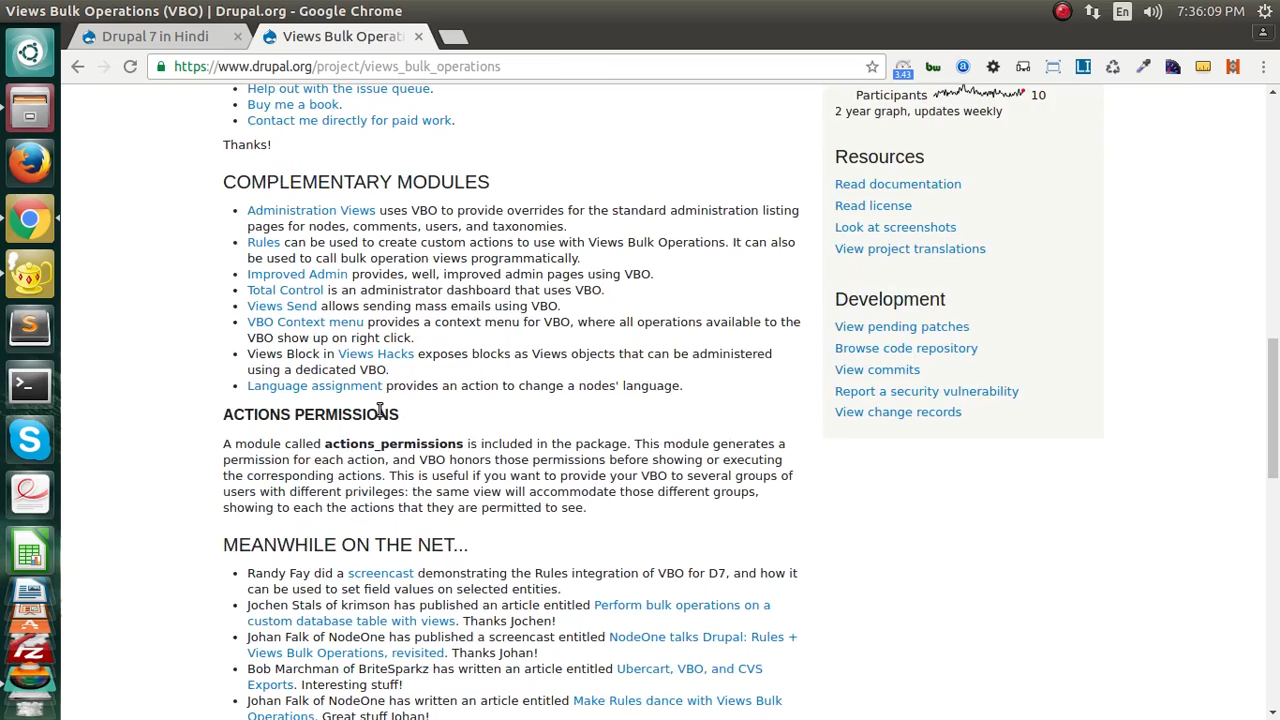 Views Bulk Operations (VBO) | Drupal.org - Google Chrome
En
7:36:09 PM
Drupal 7 in Hindi
Views Bulk Operati
https://www.drupal.org/project/views_bulk_operations
3.43
bw
LI
Help out with the issue queue.
Buy me a book.
Contact me directly for paid work.
Thanks!
COMPLEMENTARY MODULES
Administration Views uses VBO to provide overrides for the standard administration listing
pages for nodes, comments, users, and taxonomies.
Rules can be used to create custom actions to use with Views Bulk Operations. It can also
be used to call bulk operation views programmatically.
Improved Admin provides, well, improved admin pages using VBO.
Total Control is an administrator dashboard that uses VBO.
Views Send allows sending mass emails using VBO.
VBO Context menu provides a context menu for VBO, where all operations available to the
VBO show up on right click.
Views Block in Views Hacks exposes blocks as Views objects that can be administered
using a dedicated VBO.
Language assignment provides an action to change a nodes' language.
ACTIONS PERMISSIONS
A module called actions_permissions is included in the package. This module generates a
permission for each action, and VBO honors those permissions before showing or executing
the corresponding actions. This is useful if you want to provide your VBO to several groups of
users with different privileges: the same view will accommodate those different groups,
showing to each the actions that they are permitted to see.
MEANWHILE ON THE NET...
Randy Fay did a screencast demonstrating the Rules integration of VBO for D7, and how it
can be used to set field values on selected entities.
Jochen Stals of krimson has published an article entitled Perform bulk operations on a
custom database table with views. Thanks Jochen!
Johan Falk of NodeOne has published a screencast entitled NodeOne talks Drupal: Rules +
Views Bulk Operations, revisited. Thanks Johan!
Bob Marchman of BriteSparkz has written an article entitled Ubercart, VBO, and CVS
Exports. Interesting stuff!
Johan Falk of NodeOne has written an article entitled Make Rules dance with Views Bulk
Operations. Great stuff Johan!
Participants 10
2 year graph, updates weekly
Resources
Read documentation
Read license
Look at screenshots
View project translations
Development
View pending patches
Browse code repository
View commits
Report a security vulnerability
View change records